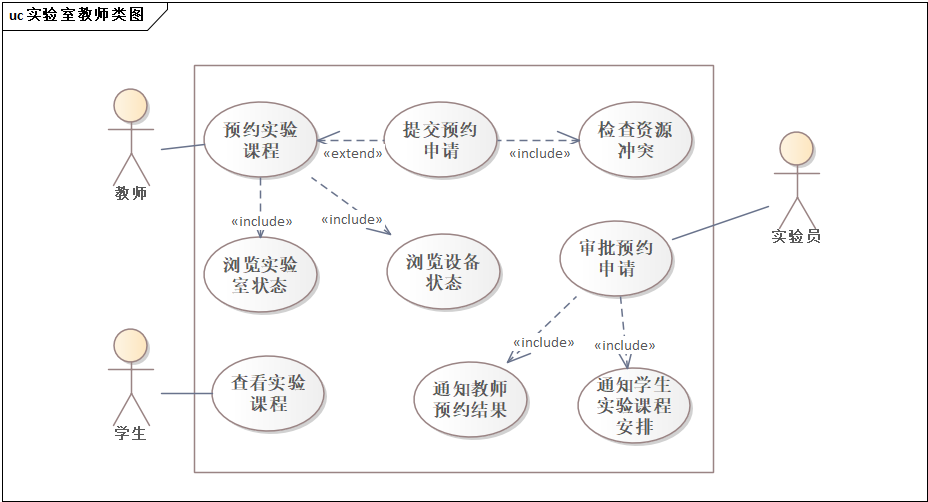 uc 实验室教师类图
预约实验
课程
提交预约
申请
检查资源
冲突
«extend»
«include»
教师
«include»
«include»
实验员
浏览实验
室状态
浏览设备
状态
审批预约
申请
«include»
«include»
查看实验
课程
通知教师
预约结果
通知学生
实验课程
安排
学生